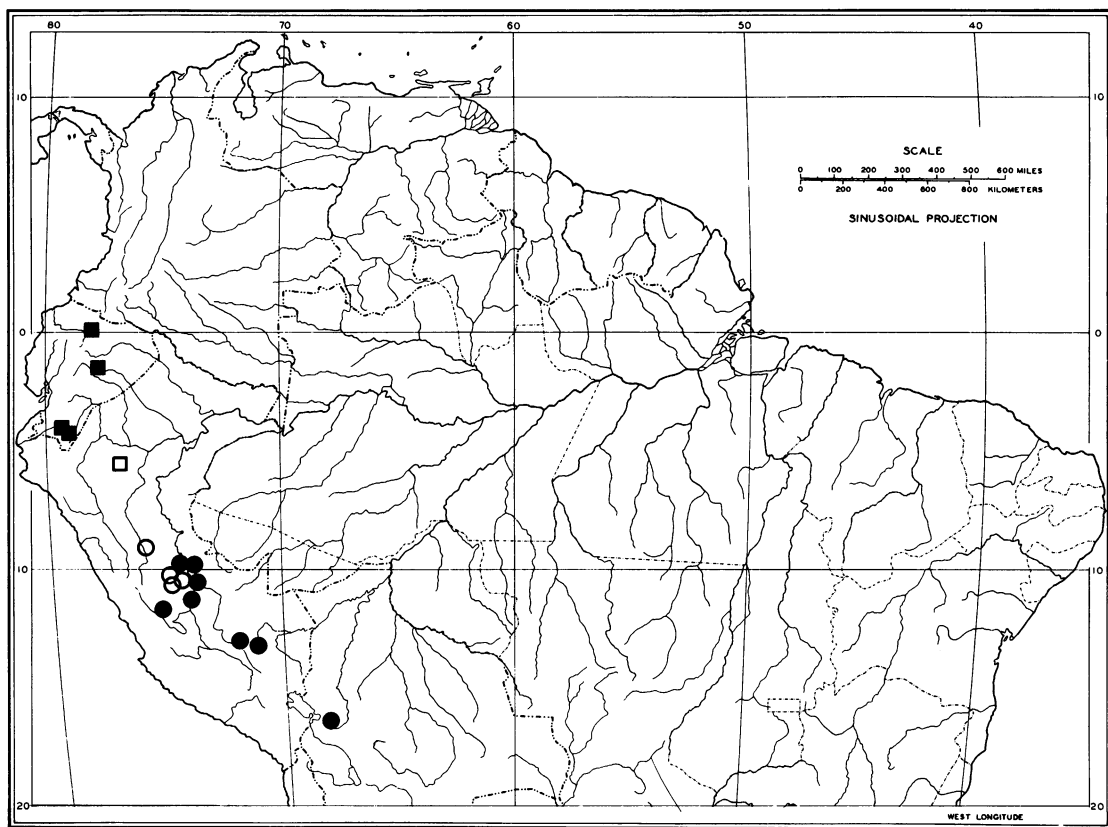 80 70 60 50 40
10 10
SCALE
0 100 200 300 400 500 600 MILES
0 200 400 600 800 KILOMETERS
SINUSOIDAL PROJECTION
0 0
10 10
20 20
WEST LONGITUDE